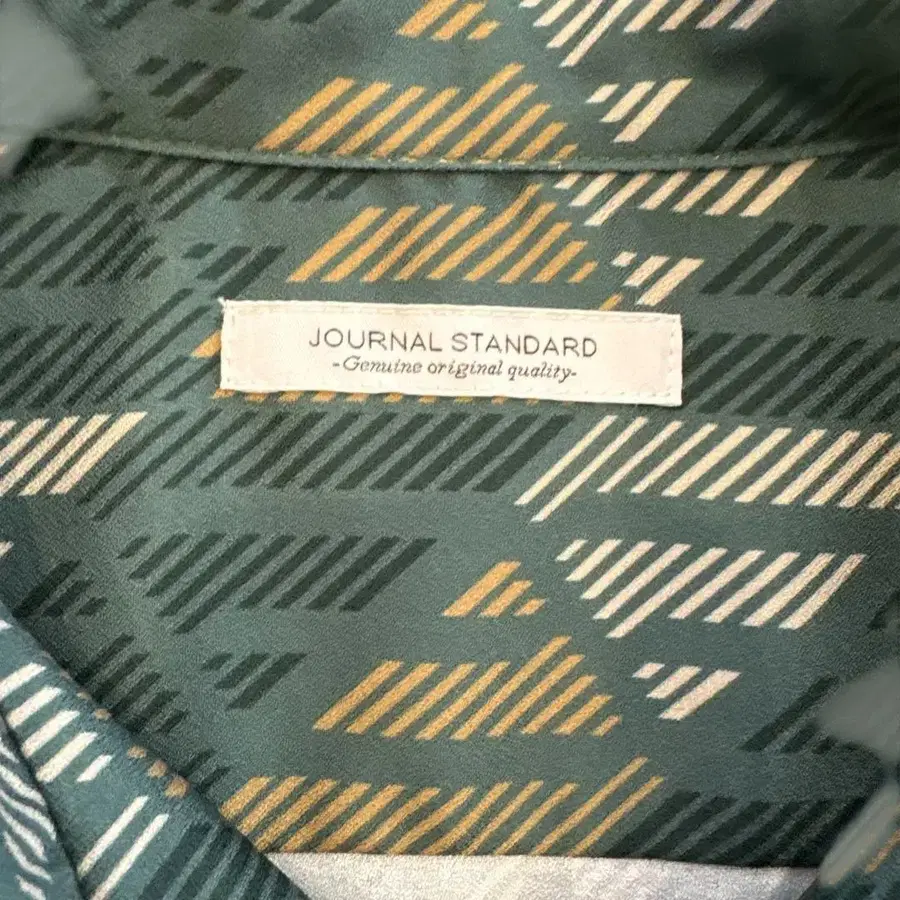 JOURNAL STANDARD
-Genuine original quality-